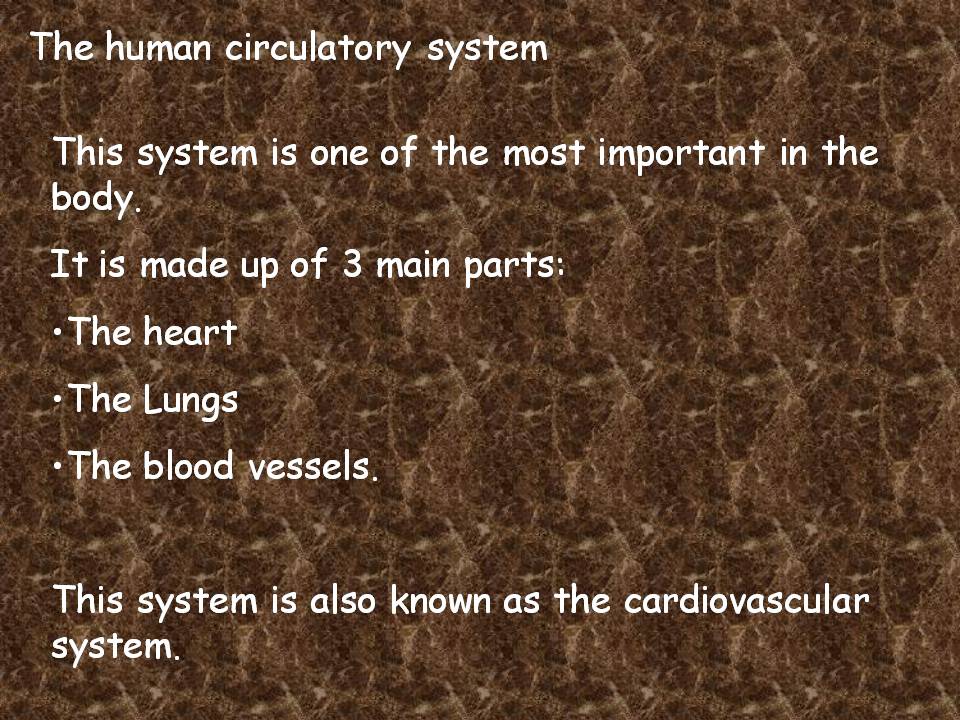 The human circulatory system
This system is one of the most important in the
body.
It is made up of 3 main parts:
•The heart
•The Lungs
•The blood vessels.
This system is also known as the cardiovascular
system.